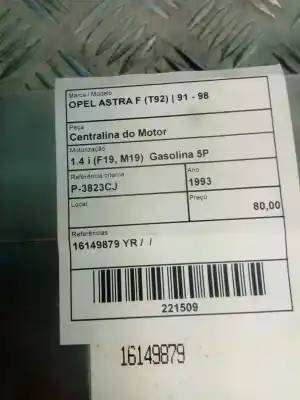 Marca / Modelo
OPEL ASTRA F (T92) | 91 - 98
Peça
Centralina do Motor
Motorização
1.4 i (F19, M19)  Gasolina 5P
Referência Interna
P-3823CJ
Ano
1993
Local
Preço
80,00
Referências
16149879 YR /  /
221509
16149879